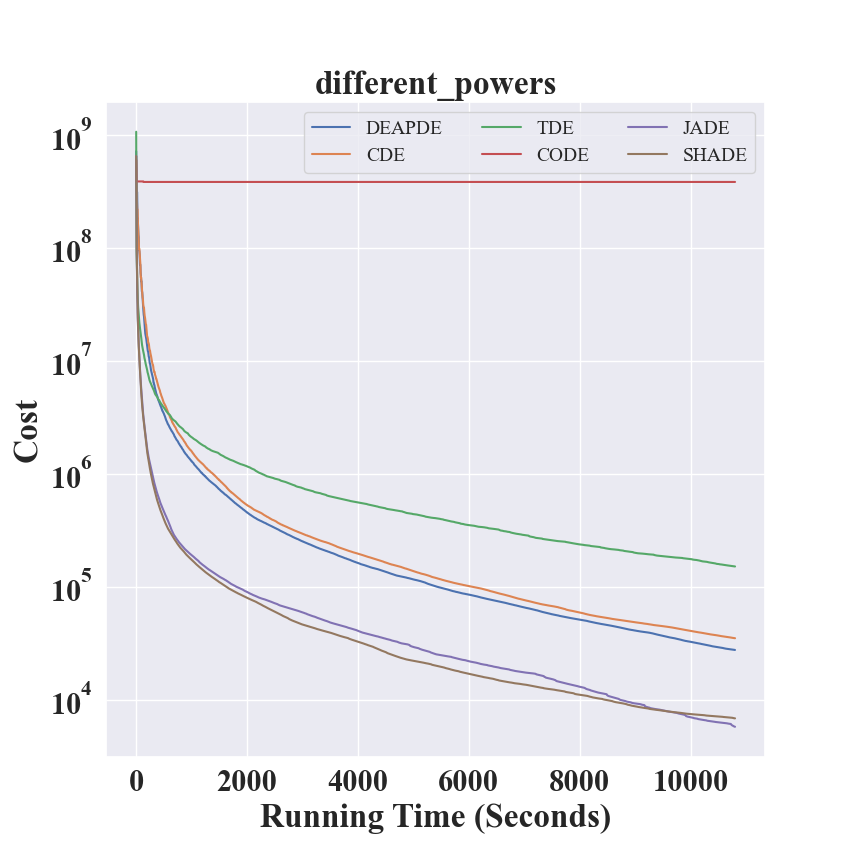 different_powers
DEAPDE TDE JADE
CDE CODE SHADE
10^9
10^8
10^7
10^6
10^5
10^4
Cost
0 2000 4000 6000 8000 10000
Running Time (Seconds)